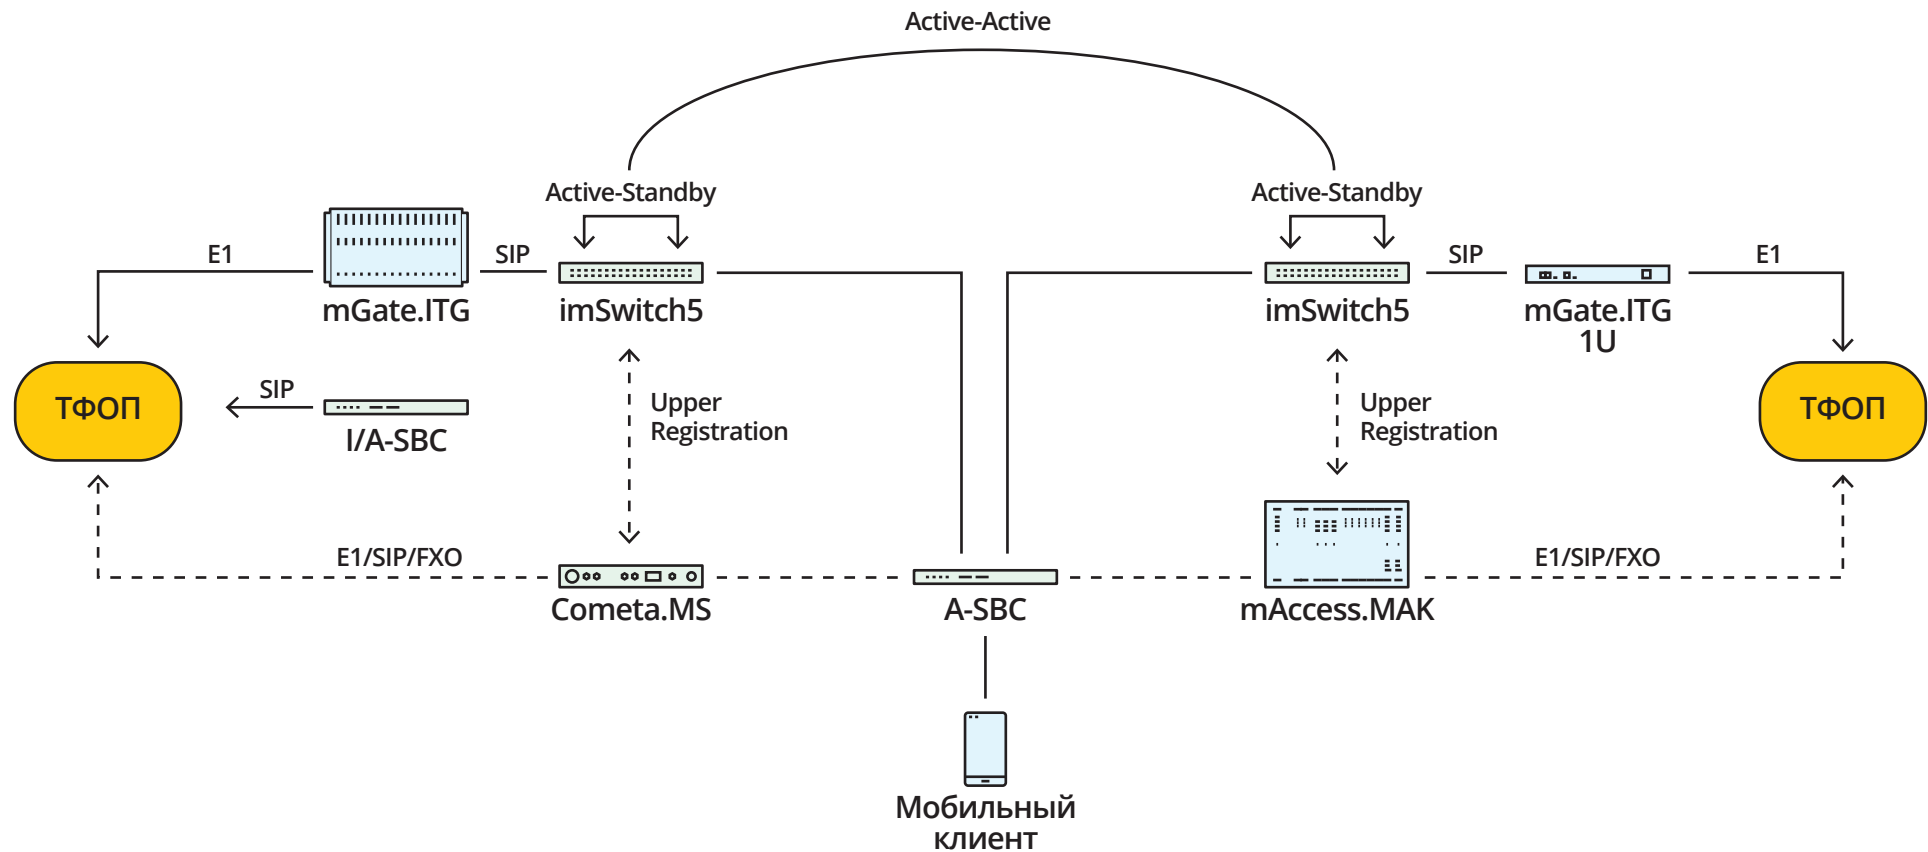 Active-Active
Active-Standby
Active-Standby
E1
SIP
SIP
E1
mGate.ITG
imSwitch5
imSwitch5
mGate.ITG
1U
ТФОП
SIP
I/A-SBC
Upper
Registration
Upper
Registration
ТФОП
E1/SIP/FXO
E1/SIP/FXO
Cometa.MS
A-SBC
mAccess.MAK
Мобильный
клиент